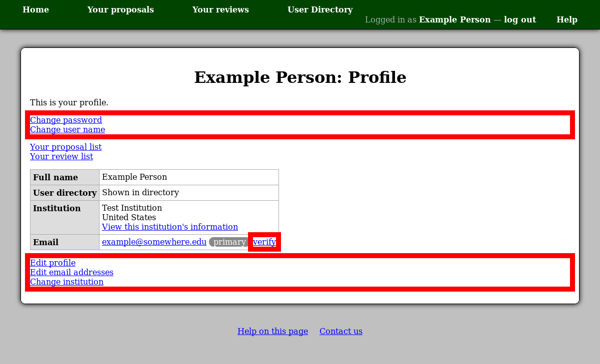 Home Your proposals Your reviews User Directory
Logged in as Example Person — log out Help
Example Person: Profile
This is your profile.
Change password
Change user name
Your proposal list
Your review list
Full name Example Person
User directory Shown in directory
Institution Test Institution
United States
View this institution's information
Email example@somewhere.edu primary verify
Edit profile
Edit email addresses
Change institution
Help on this page Contact us